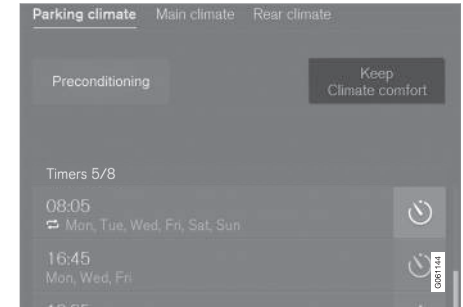 Parking climate Main climate Rear climate
Preconditioning
Keep
Climate comfort
Timers 5/8
08:05
Mon, Tue, Wed, Fri, Sat, Sun
16:45
Mon, Wed, Fri
G061144